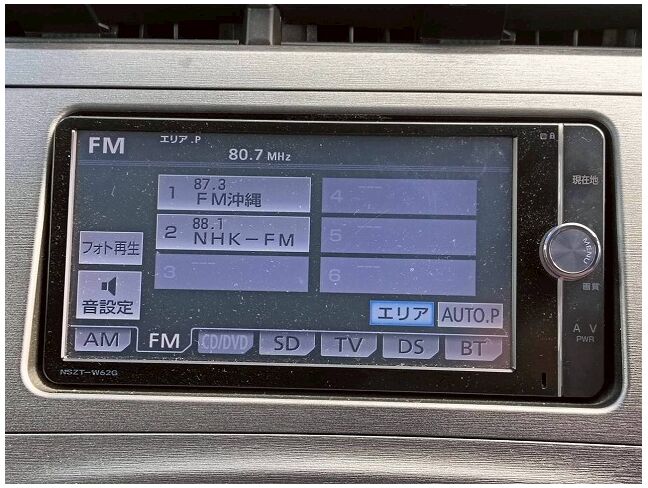 FM
エリア.P
80.7 MHz
1 87.3
FM沖縄
4
2 88.1
NHK-FM
5
3
6
フォト再生
音設定
エリア
AUTO.P
AM
FM
CD/DVD
SD
TV
DS
BT
NSZT-W62G
現在地
MENU
画質
AV
PWR